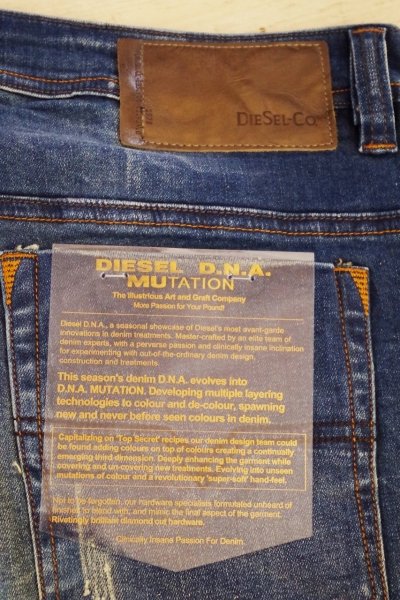 DIESEL-CO.
DIESEL D.N.A.
MUTATION
The Illustrious Art and Graft Company
More Passion for Your Pound!
Diesel D.N.A., a seasonal showcase of Diesel's most avant-garde
innovations in denim treatments. Master-crafted by an elite team of
denim experts, with a perverse passion and clinically insane inclination
for experimenting with out-of-the-ordinary denim design,
construction and treatments.
This season's denim D.N.A. evolves into
D.N.A. MUTATION. Developing multiple layering
technologies to colour and de-colour, spawning
new and never before seen colours in denim.
Capitalizing on 'Top Secret' recipes our denim design team could
be found adding colours on top of colours creating a continually
emerging third dimension. Deeply enhancing the garment while
covering and un-covering new treatments. Evolving into unseen
mutations of colour and a revolutionary 'super-soft' hand-feel.
Not to be forgotten, our hardware specialists formulated unheard of
finishes to blend with, and mimic the final aspect of the garment.
Rivetingly brilliant diamond cut hardware.
Clinically Insane Passion For Denim.